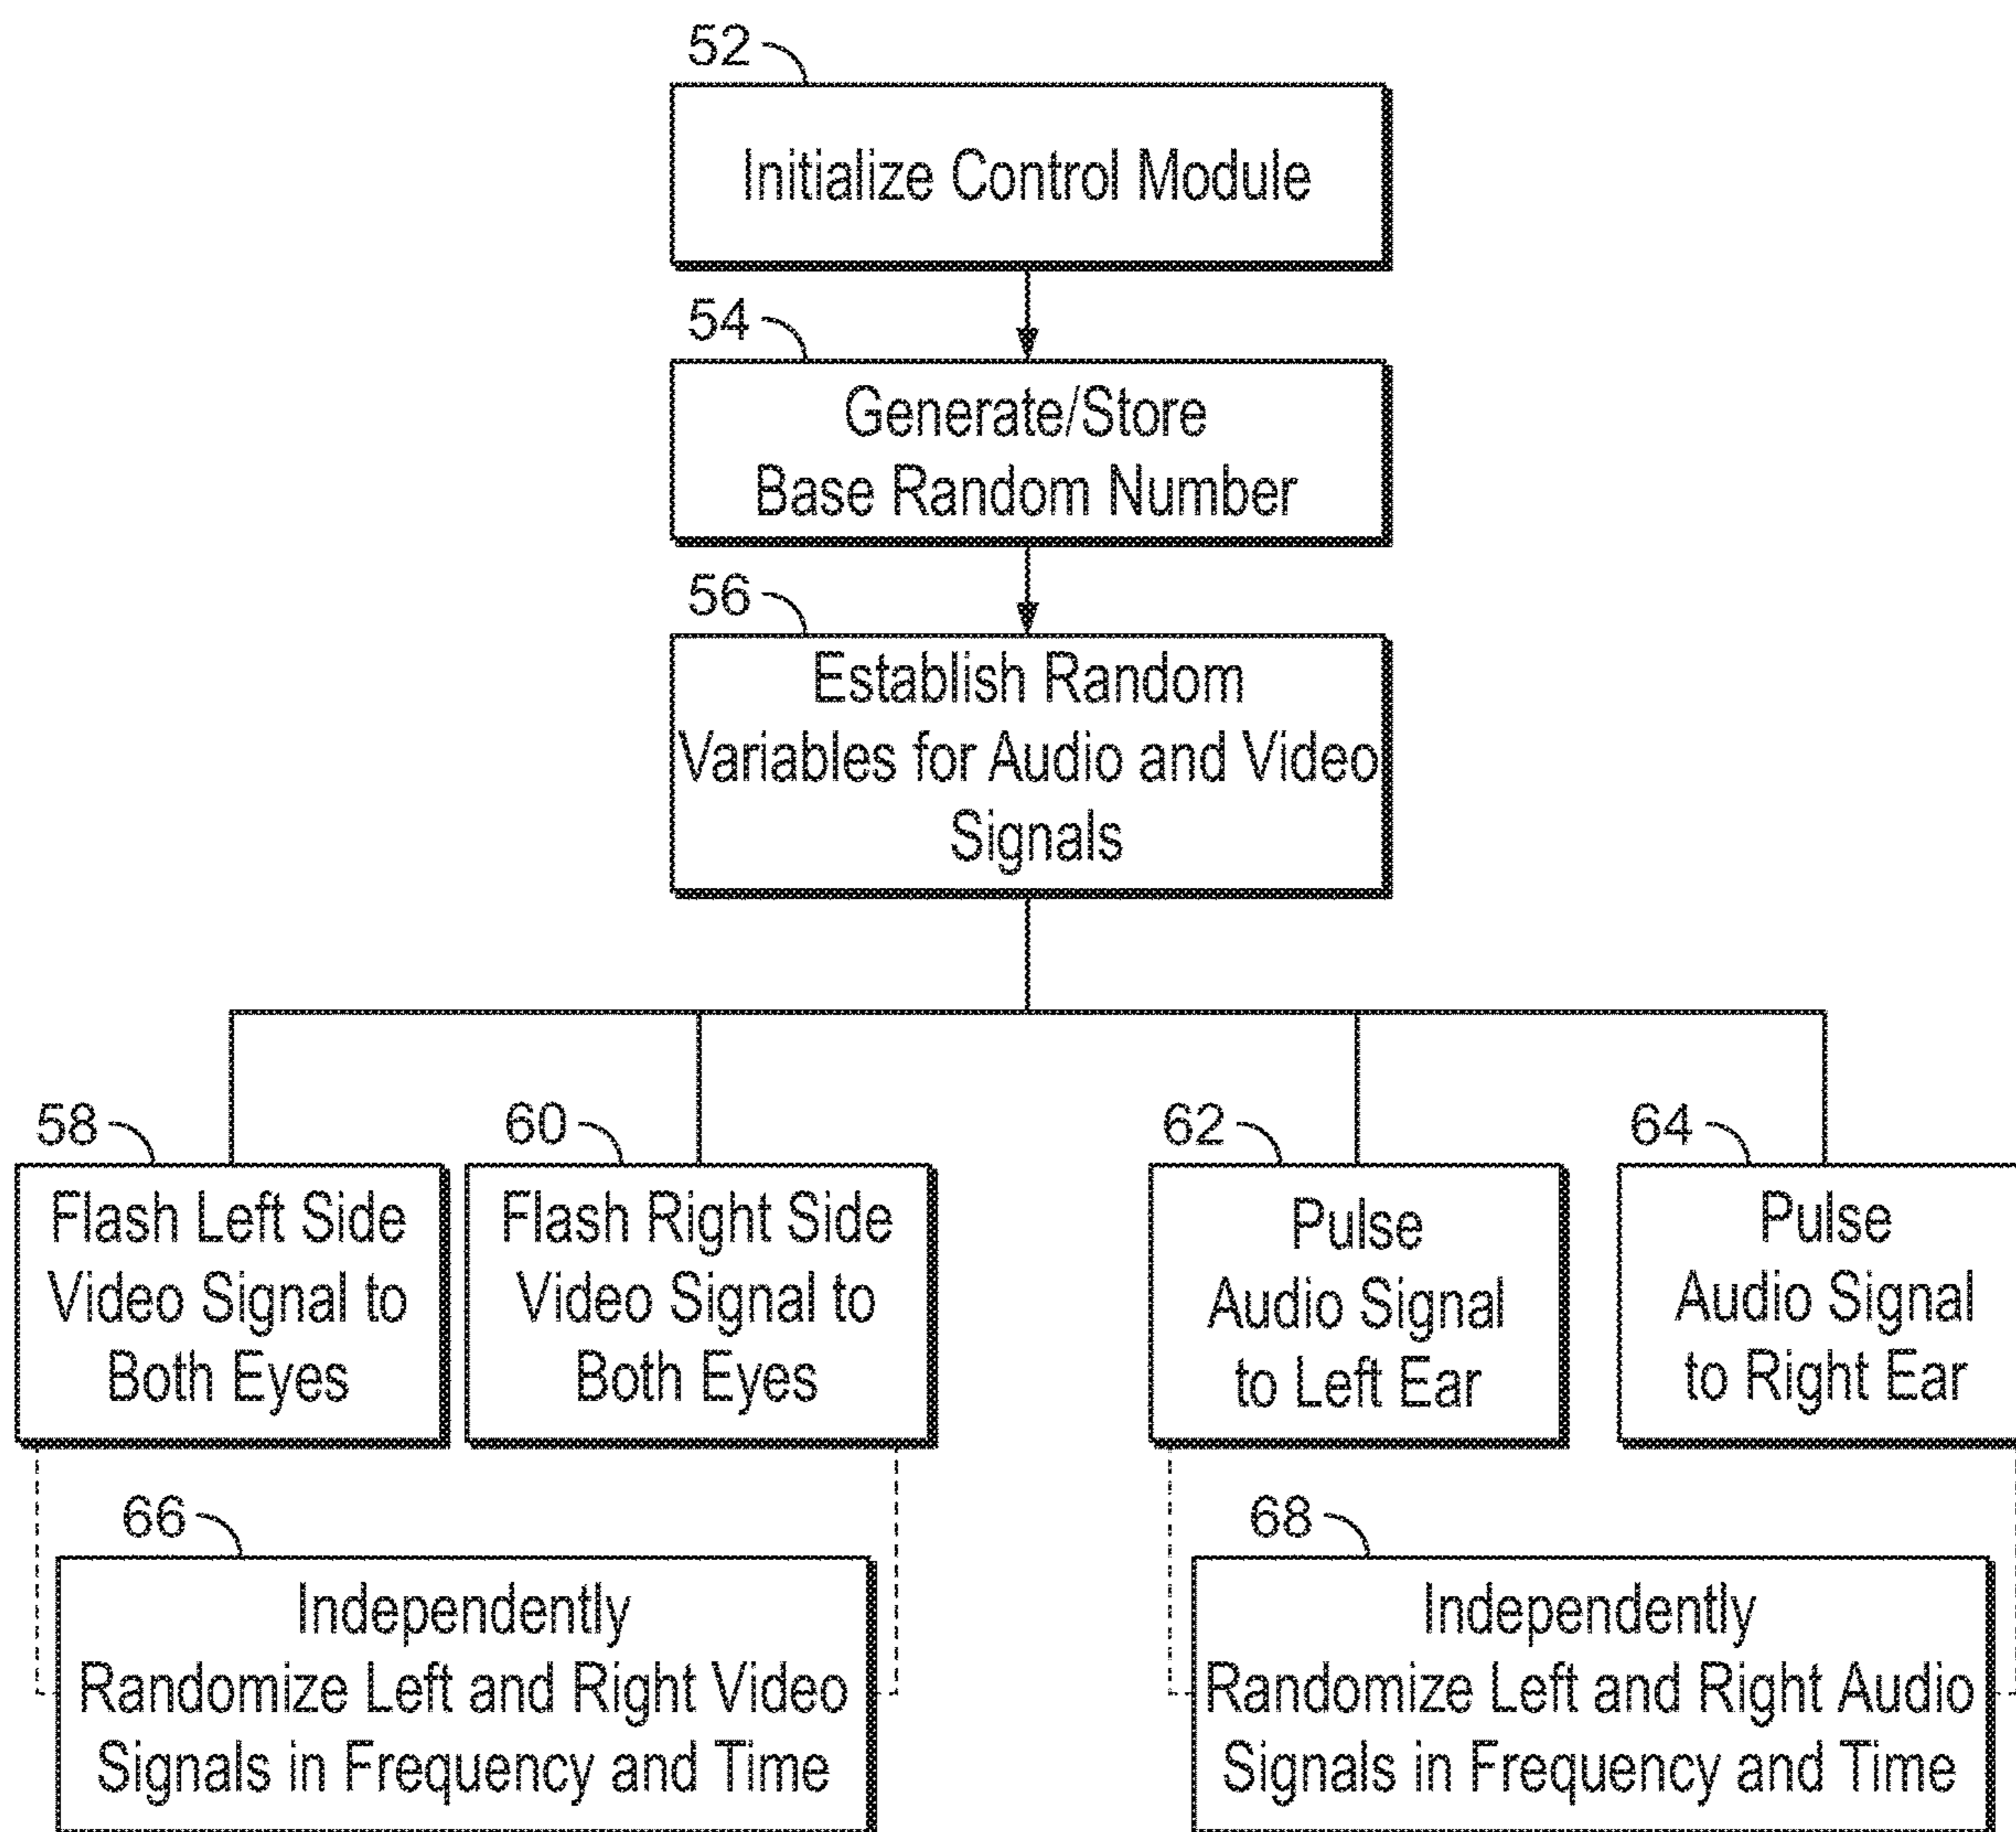 52
Initialize Control Module
54
Generate/Store
Base Random Number
56
Establish Random
Variables for Audio and Video
Signals
58
Flash Left Side
Video Signal to
Both Eyes
60
Flash Right Side
Video Signal to
Both Eyes
62
Pulse
Audio Signal
to Left Ear
64
Pulse
Audio Signal
to Right Ear
66
Independently
Randomize Left and Right Video
Signals in Frequency and Time
68
Independently
Randomize Left and Right Audio
Signals in Frequency and Time